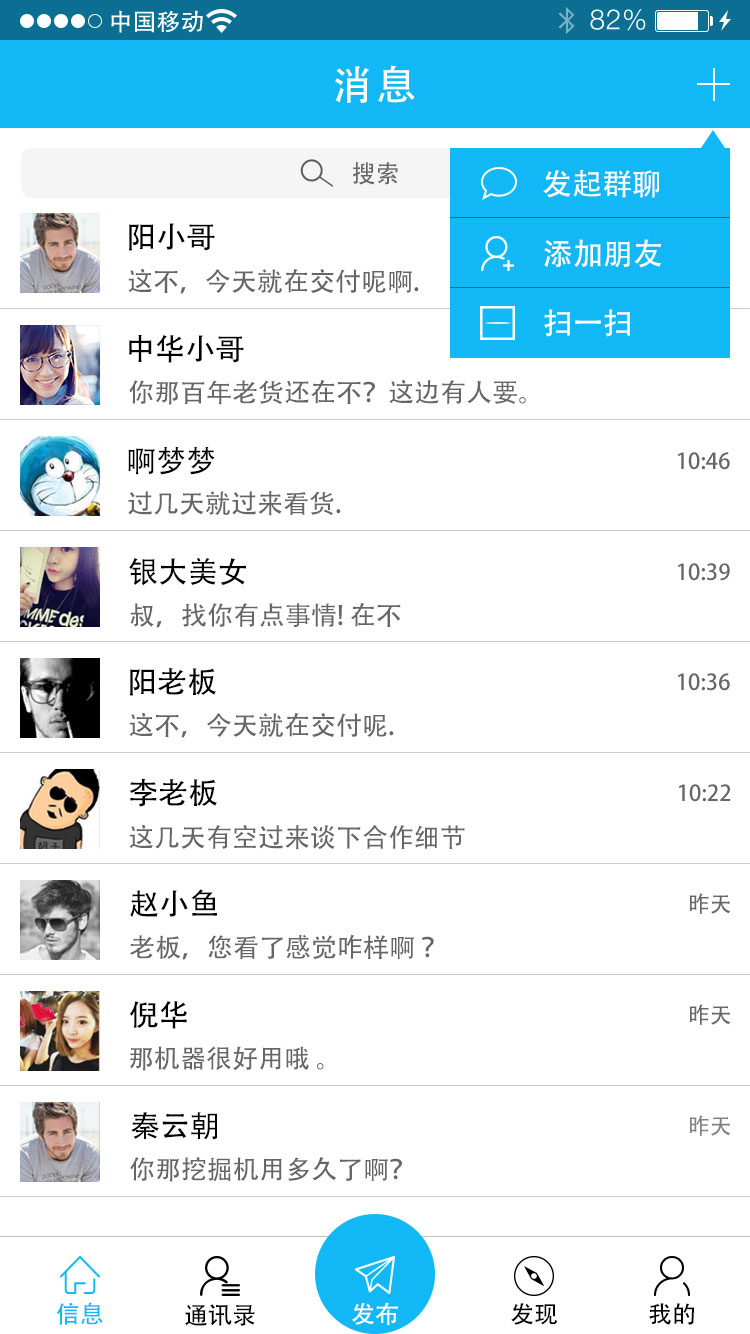 中国移动 82%
消息
搜索
发起群聊
添加朋友
扫一扫
阳小哥
这不，今天就在交付呢啊.
中华小哥
你那百年老货还在不？这边有人要。
啊梦梦 10:46
过几天就过来看货.
银大美女 10:39
叔，找你有点事情! 在不
阳老板 10:36
这不，今天就在交付呢.
李老板 10:22
这几天有空过来谈下合作细节
赵小鱼 昨天
老板，您看了感觉咋样啊 ?
倪华 昨天
那机器很好用哦 。
秦云朝 昨天
你那挖掘机用多久了啊?
信息 通讯录 发布 发现 我的